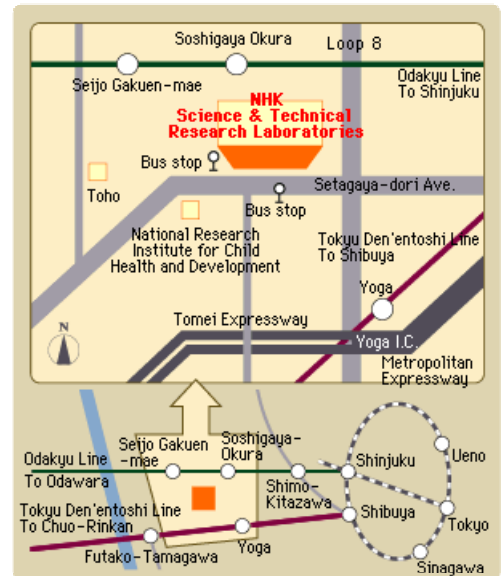 Soshigaya Okura
Loop 8
Seijo Gakuen-mae
Odakyu Line
To Shinjuku
NHK
Science & Technical
Research Laboratories
Bus stop
Toho
Setagaya-dori Ave.
Bus stop
National Research
Institute for Child
Health and Development
Tokyu Den'entoshi Line
To Shibuya
Yoga
Tomei Expressway
Yoga I.C.
N
Metropolitan
Expressway
Seijo Gakuen
-mae
Soshigaya-
Okura
Odakyu Line
To Odawara
Shimo-
Kitazawa
Shinjuku
Ueno
Tokyu Den'entoshi Line
To Chuo-Rinkan
Futako-Tamagawa
Yoga
Shibuya
Tokyo
Sinagawa